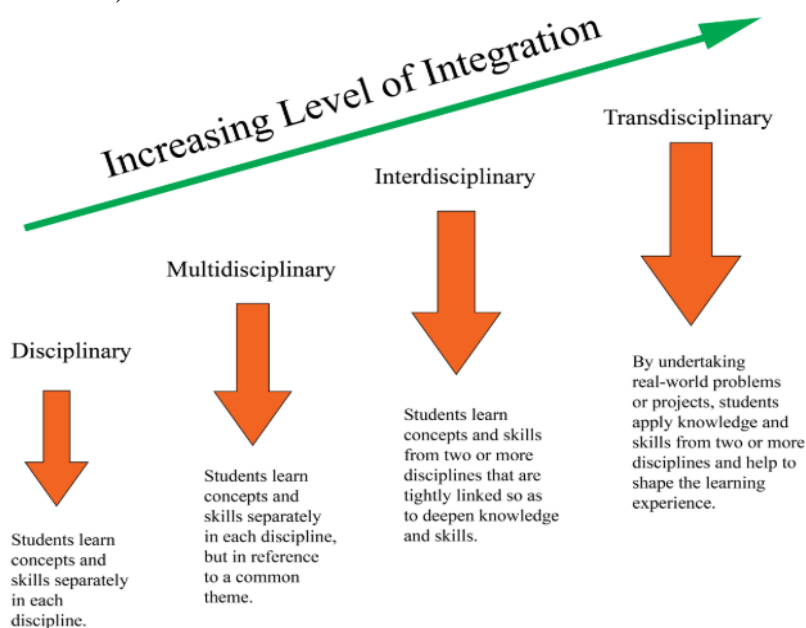 Increasing Level of Integration
Disciplinary
Students learn
concepts and
skills separately
in each
discipline.
Multidisciplinary
Students learn
concepts and
skills separately
in each discipline,
but in reference
to a common
theme.
Interdisciplinary
Students learn
concepts and skills
from two or more
disciplines that are
tightly linked so as
to deepen knowledge
and skills.
Transdisciplinary
By undertaking
real-world problems
or projects, students
apply knowledge and
skills from two or more
disciplines and help to
shape the learning
experience.